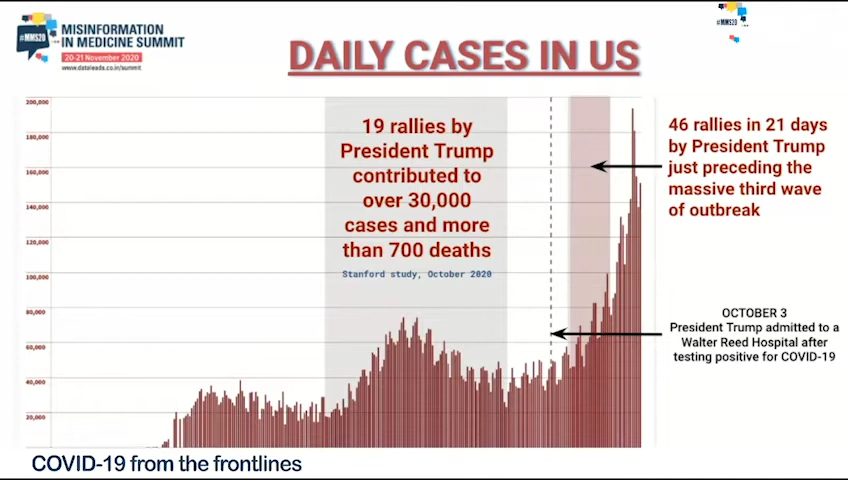 #MMS20
MISINFORMATION
IN MEDICINE SUMMIT
20-21 November 2020
www.dataleads.co.in/summit
#MMS20
DAILY CASES IN US
200,000
180,000
160,000
140,000
120,000
100,000
80,000
60,000
40,000
20,000
19 rallies by
President Trump
contributed to
over 30,000
cases and more
than 700 deaths
Stanford study, October 2020
46 rallies in 21 days
by President Trump
just preceding the
massive third wave
of outbreak
OCTOBER 3
President Trump admitted to a
Walter Reed Hospital after
testing positive for COVID-19
COVID-19 from the frontlines